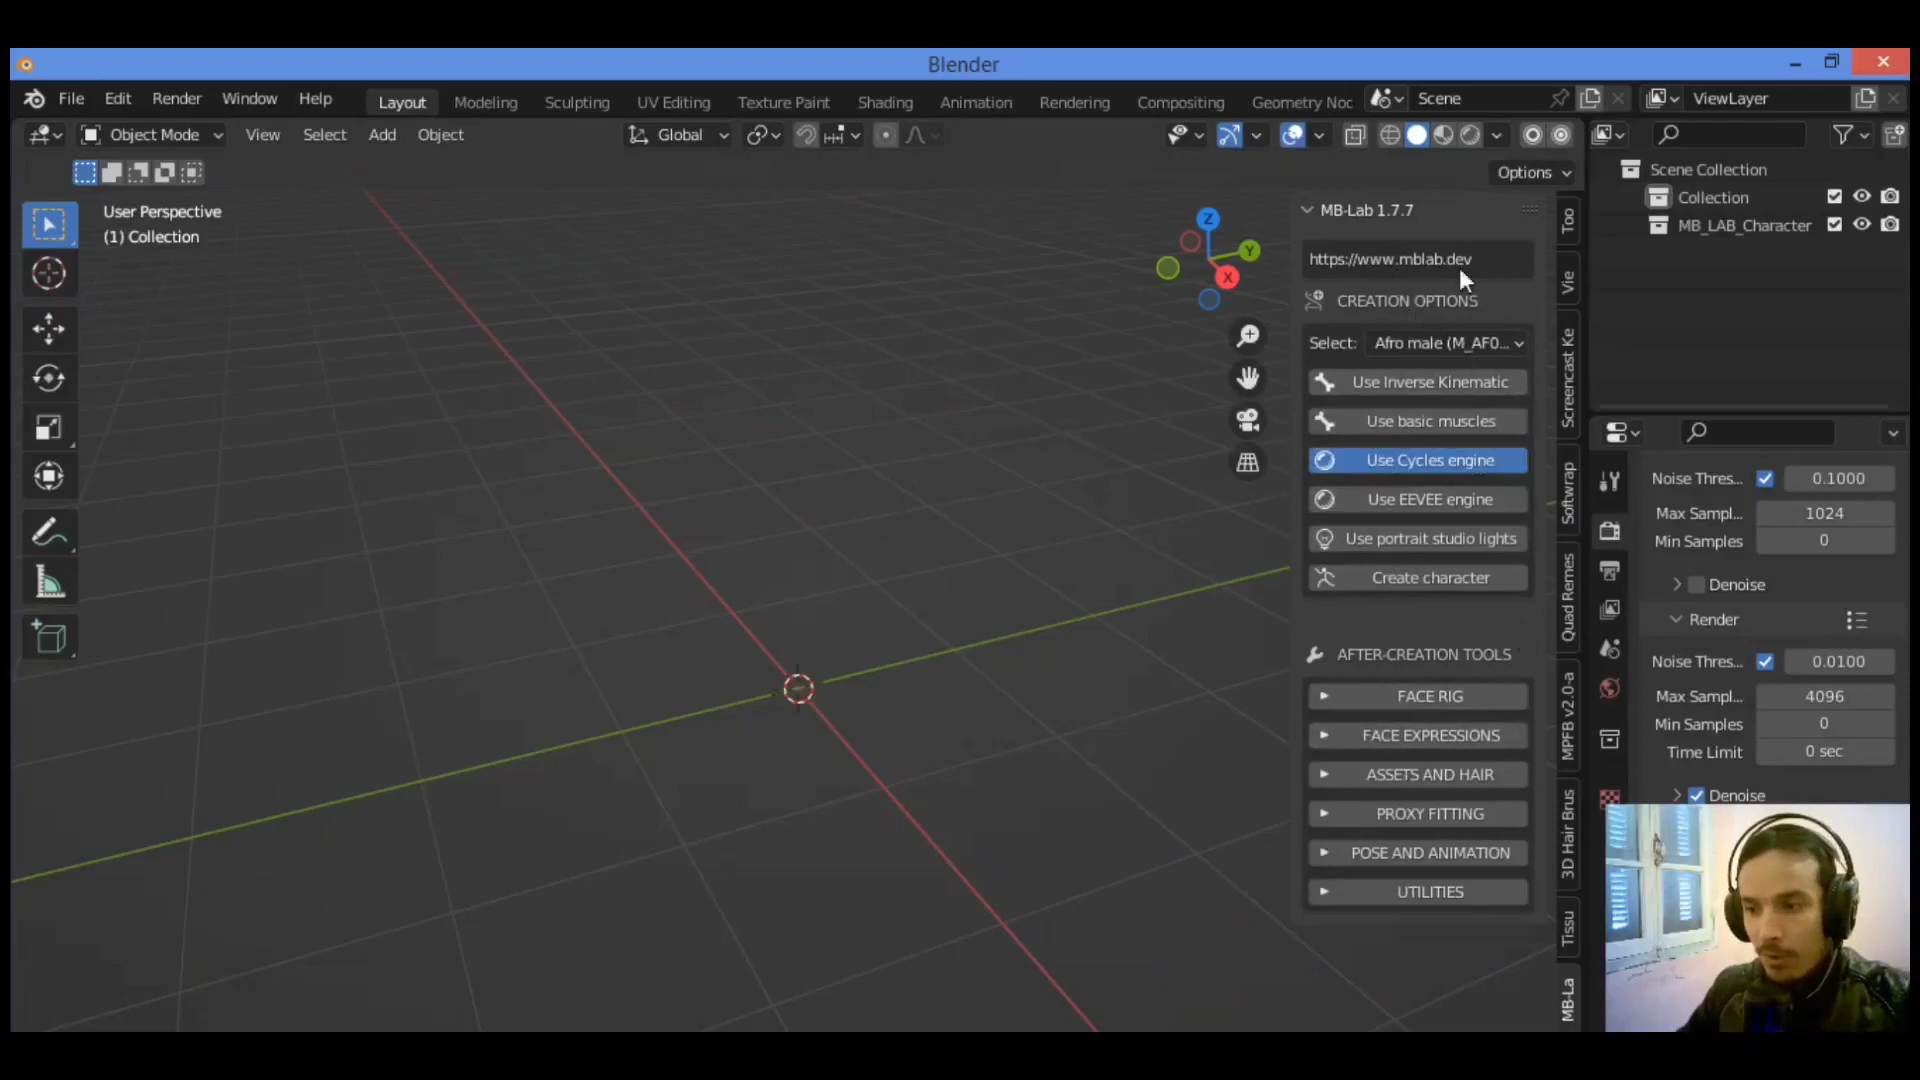 Blender
File Edit Render Window Help Layout Modeling Sculpting UV Editing Texture Paint Shading Animation Rendering Compositing Geometry Noc Scene ViewLayer
Object Mode View Select Add Object Global
Options
User Perspective
(1) Collection
Z
Y
X
MB-Lab 1.7.7
https://www.mblab.dev
CREATION OPTIONS
Select: Afro male (M_AF0...
Use Inverse Kinematic
Use basic muscles
Use Cycles engine
Use EEVEE engine
Use portrait studio lights
Create character
AFTER-CREATION TOOLS
FACE RIG
FACE EXPRESSIONS
ASSETS AND HAIR
PROXY FITTING
POSE AND ANIMATION
UTILITIES
Too
Vie
Screencast Ke
Softwrap
Quad Remes
MPFB v2.0-a
3D Hair Brus
Tissu
MB-La
Scene Collection
Collection
MB_LAB_Character
Noise Thres... 0.1000
Max Sampl... 1024
Min Samples 0
Denoise
Render
Noise Thres... 0.0100
Max Sampl... 4096
Min Samples 0
Time Limit 0 sec
Denoise